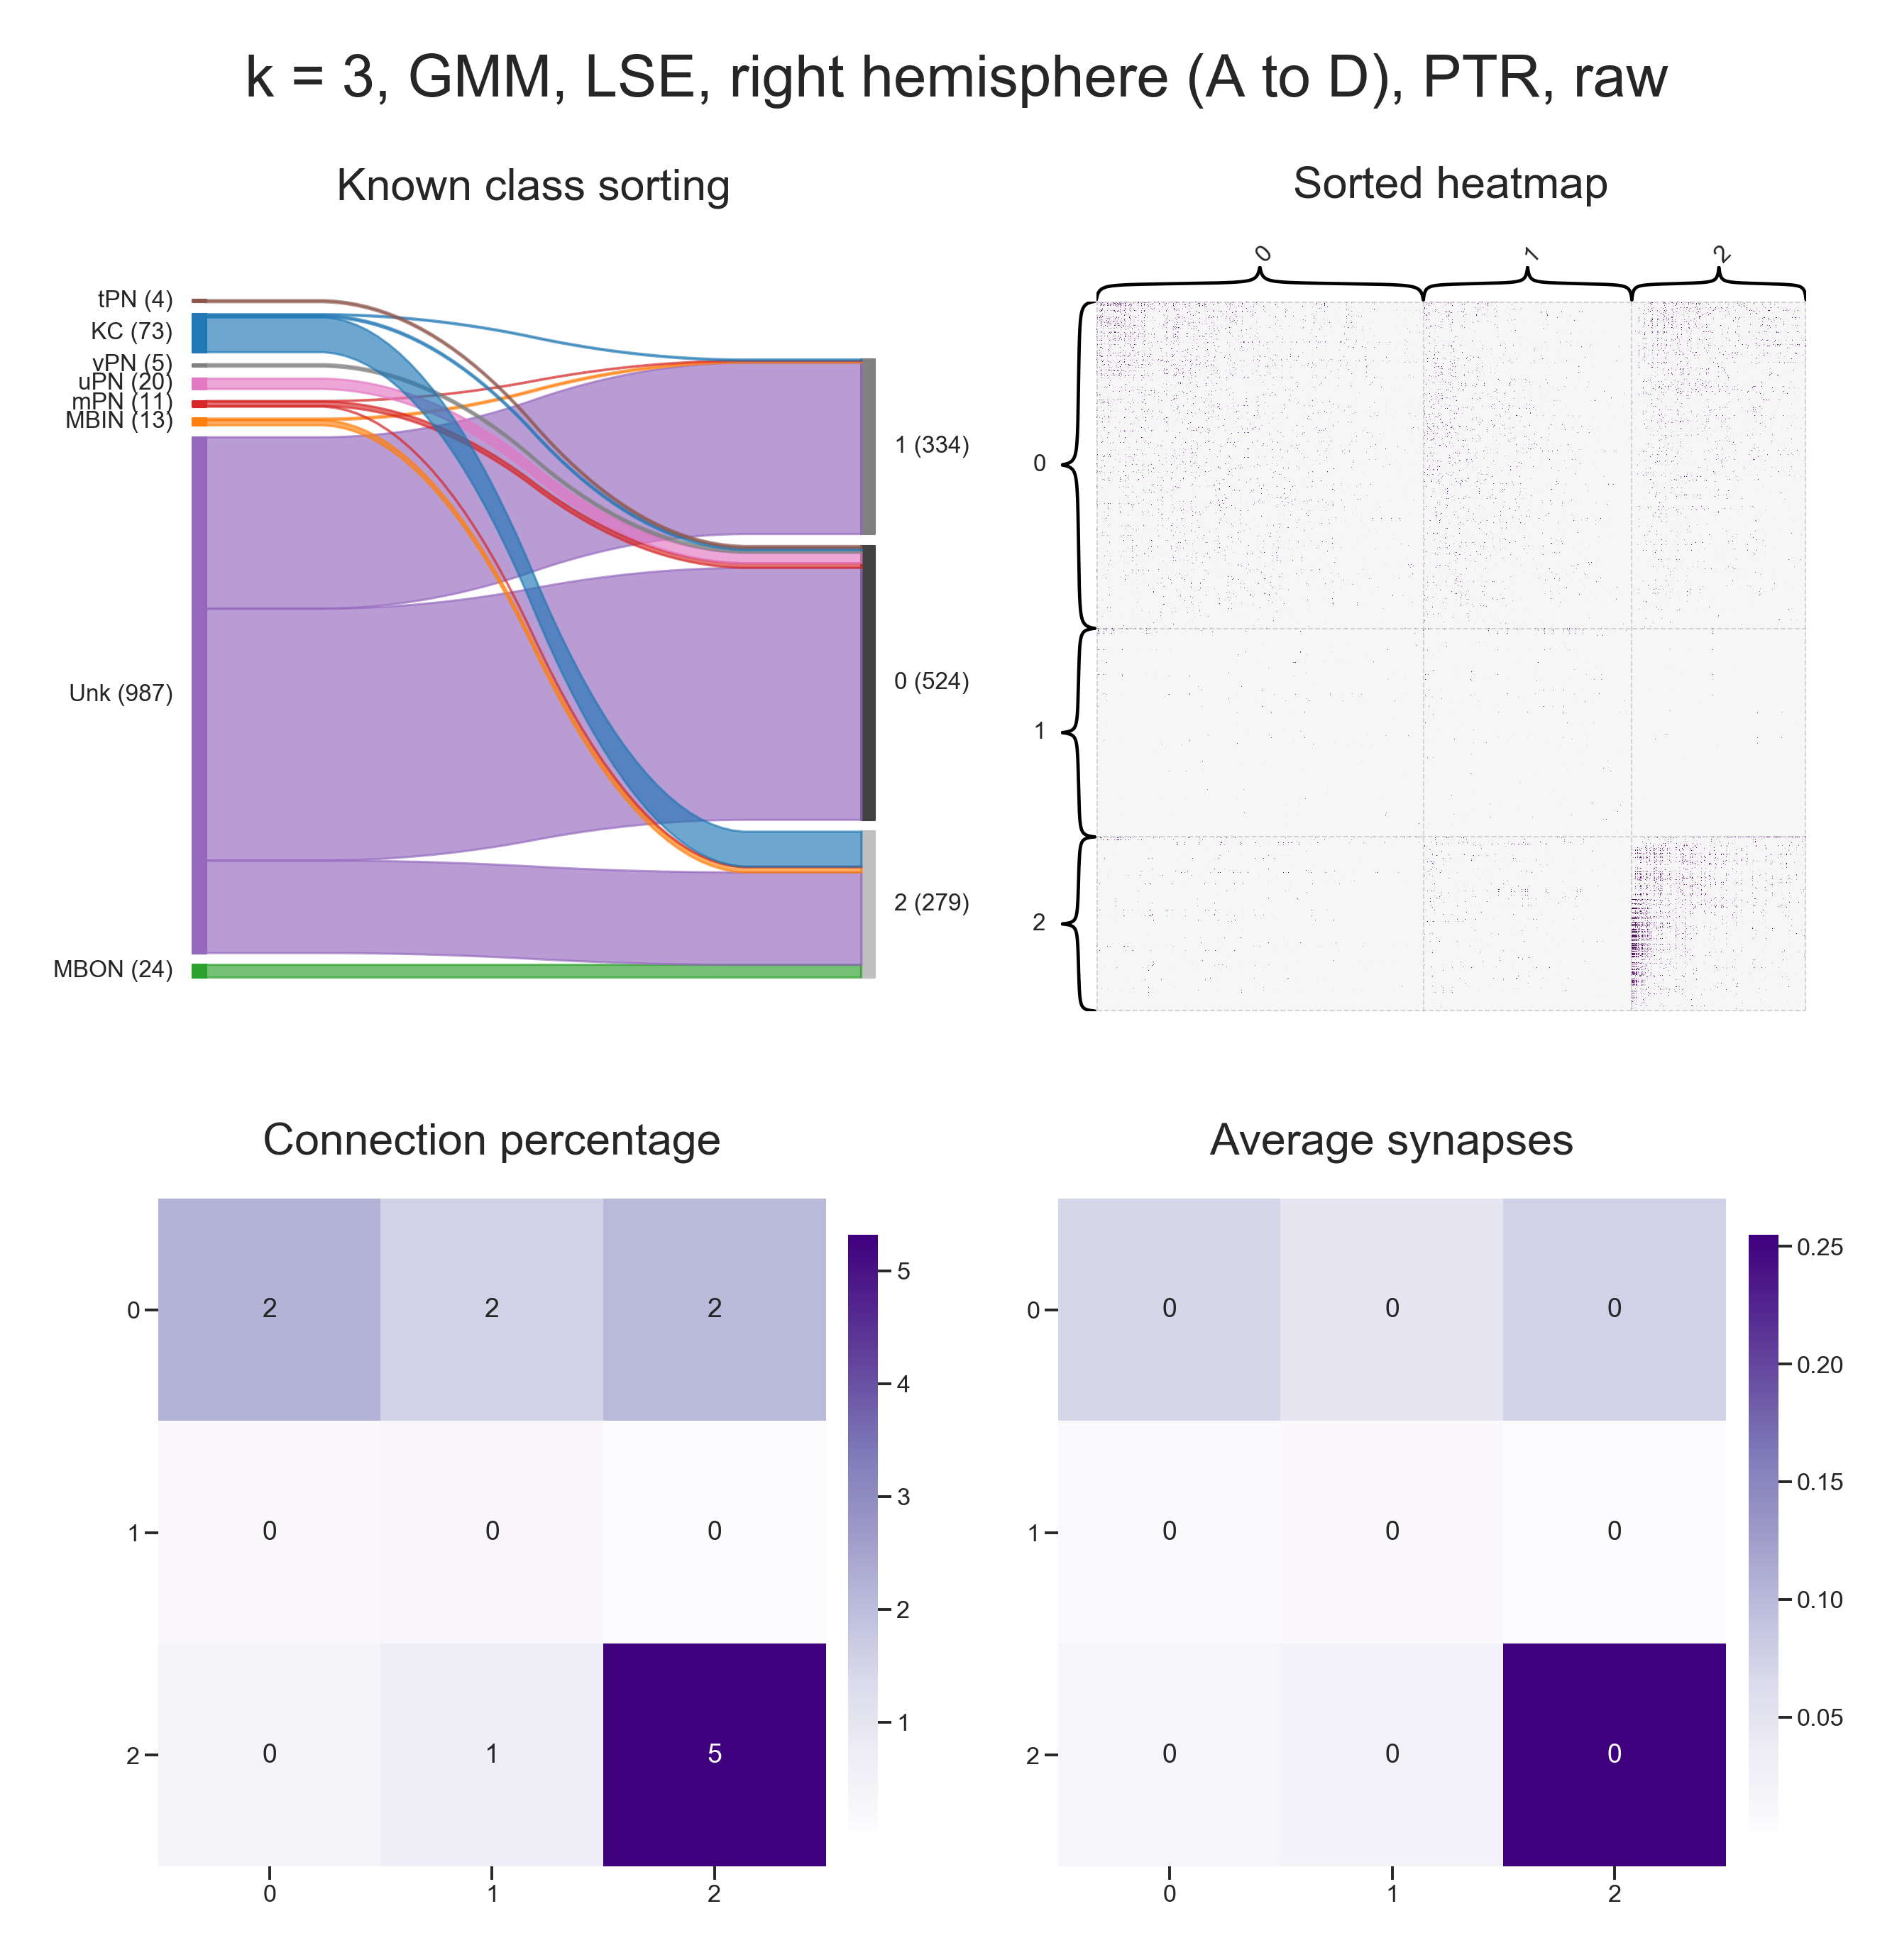 k = 3, GMM, LSE, right hemisphere (A to D), PTR, raw
Known class sorting
tPN (4)
KC (73)
vPN (5)
uPN (20)
mPN (11)
MBIN (13)
Unk (987)
MBON (24)
1 (334)
0 (524)
2 (279)
Sorted heatmap
0 1 2
0
1
2
Connection percentage
0 2 2 2
1 0 0 0
2 0 1 5
0 1 2
5
4
3
2
1
Average synapses
0 0 0 0
1 0 0 0
2 0 0 0
0 1 2
0.25
0.20
0.15
0.10
0.05